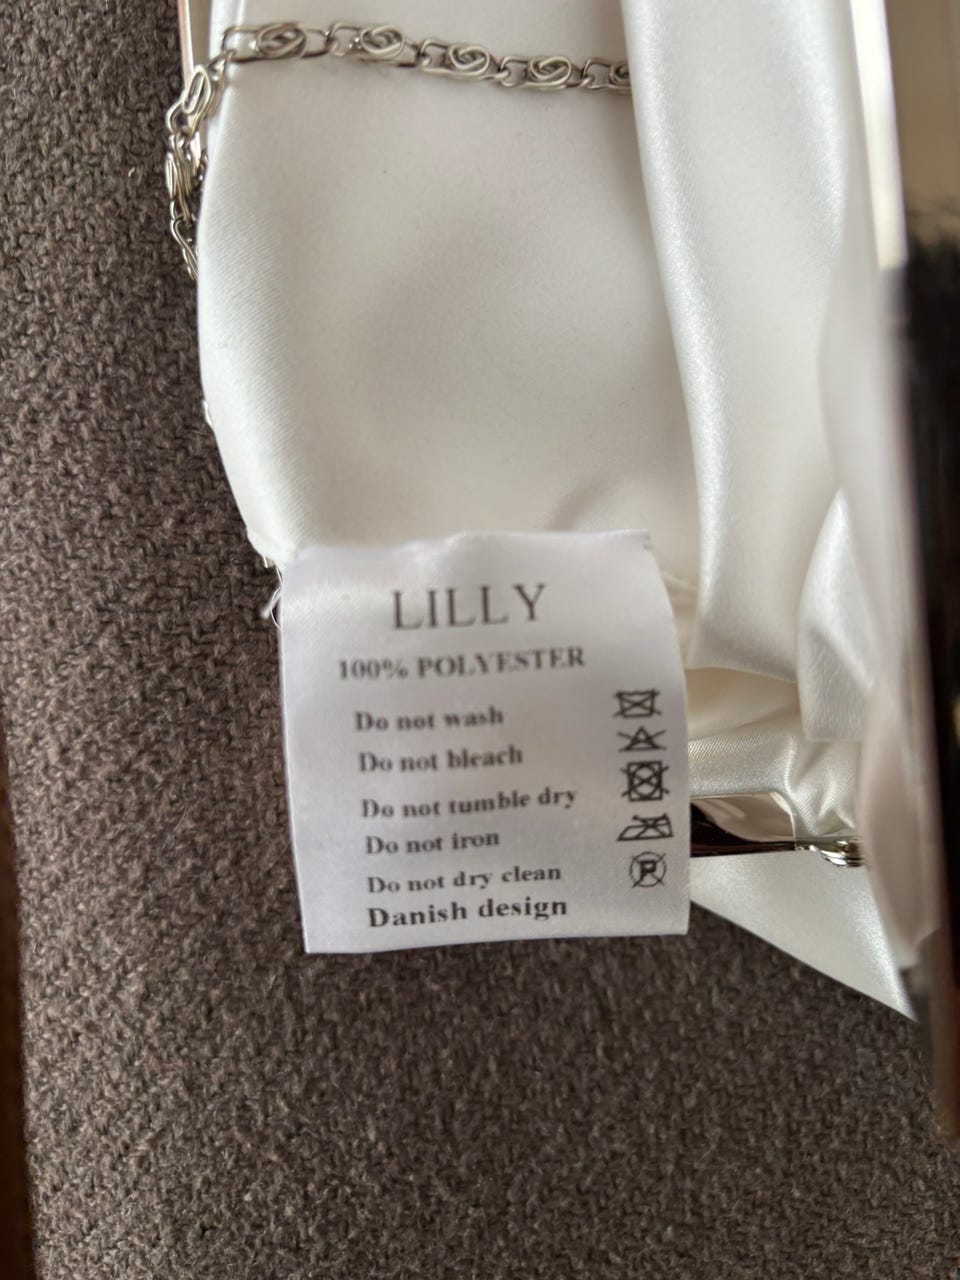 LILLY
100% POLYESTER
Do not wash
Do not bleach
Do not tumble dry
Do not iron
Do not dry clean
P
Danish design